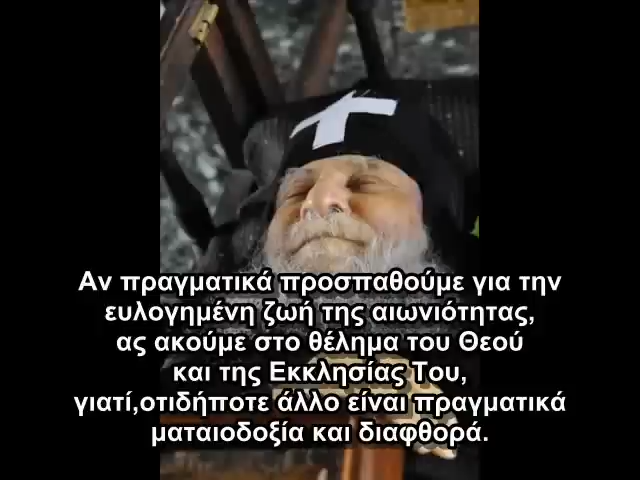 Αν πραγματικά προσπαθούμε για την
ευλογημένη ζωή της αιωνιότητας,
ας ακούμε στο θέλημα του Θεού
και της Εκκλησίας Του,
γιατί,οτιδήποτε άλλο είναι πραγματικά
ματαιοδοξία και διαφθορά.